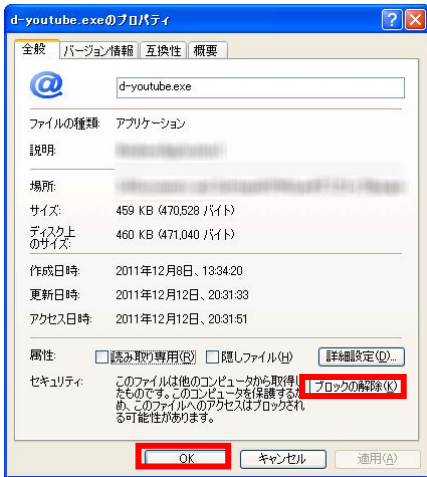 d-youtube.exeのプロパティ
全般 バージョン情報 互換性 概要
d-youtube.exe
ファイルの種類: アプリケーション
説明:
場所:
サイズ: 459 KB (470,528 バイト)
ディスク上
のサイズ: 460 KB (471,040 バイト)
作成日時: 2011年12月8日、13:34:20
更新日時: 2011年12月12日、20:31:33
アクセス日時: 2011年12月12日、20:31:51
属性: 読み取り専用(R) 隠しファイル(H) 詳細設定(D)...
セキュリティ: このファイルは他のコンピュータから取得し
たものです。このコンピュータを保護するた
め、このファイルへのアクセスはブロックされ
る可能性があります。
ブロックの解除(K)
OK キャンセル 適用(A)